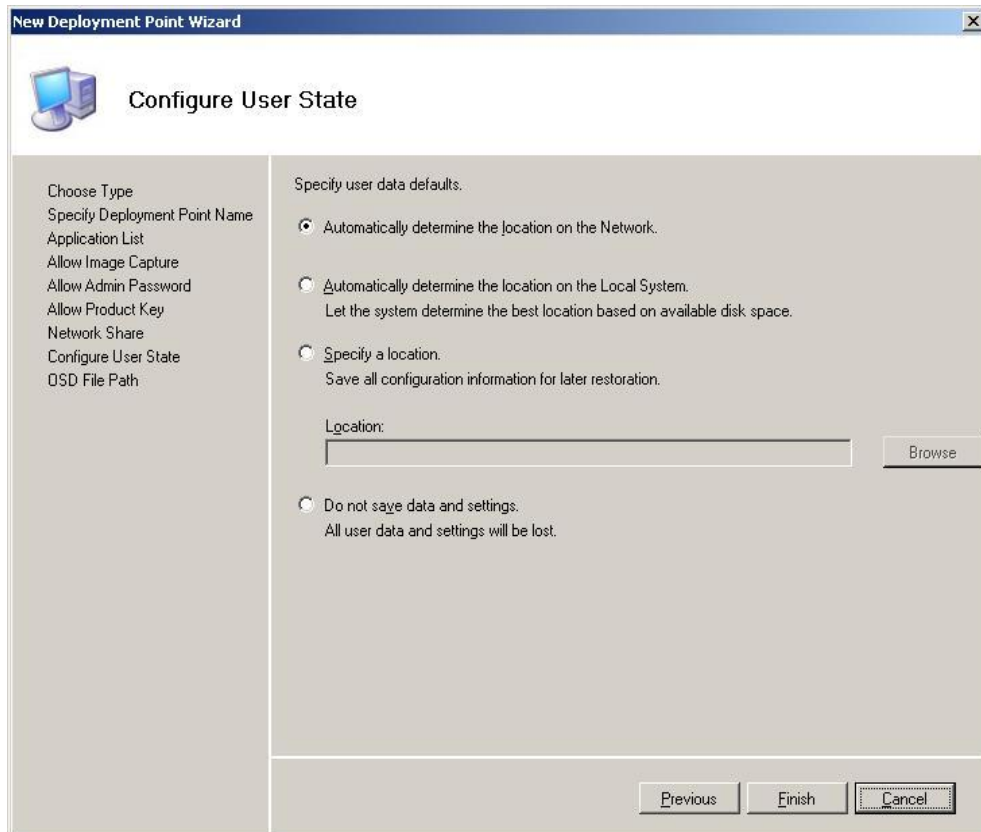 New Deployment Point Wizard
Configure User State
Choose Type
Specify Deployment Point Name
Application List
Allow Image Capture
Allow Admin Password
Allow Product Key
Network Share
Configure User State
OSD File Path
Specify user data defaults.
Automatically determine the location on the Network.
Automatically determine the location on the Local System.
Let the system determine the best location based on available disk space.
Specify a location.
Save all configuration information for later restoration.
Location:
Browse
Do not save data and settings.
All user data and settings will be lost.
Previous Finish Cancel